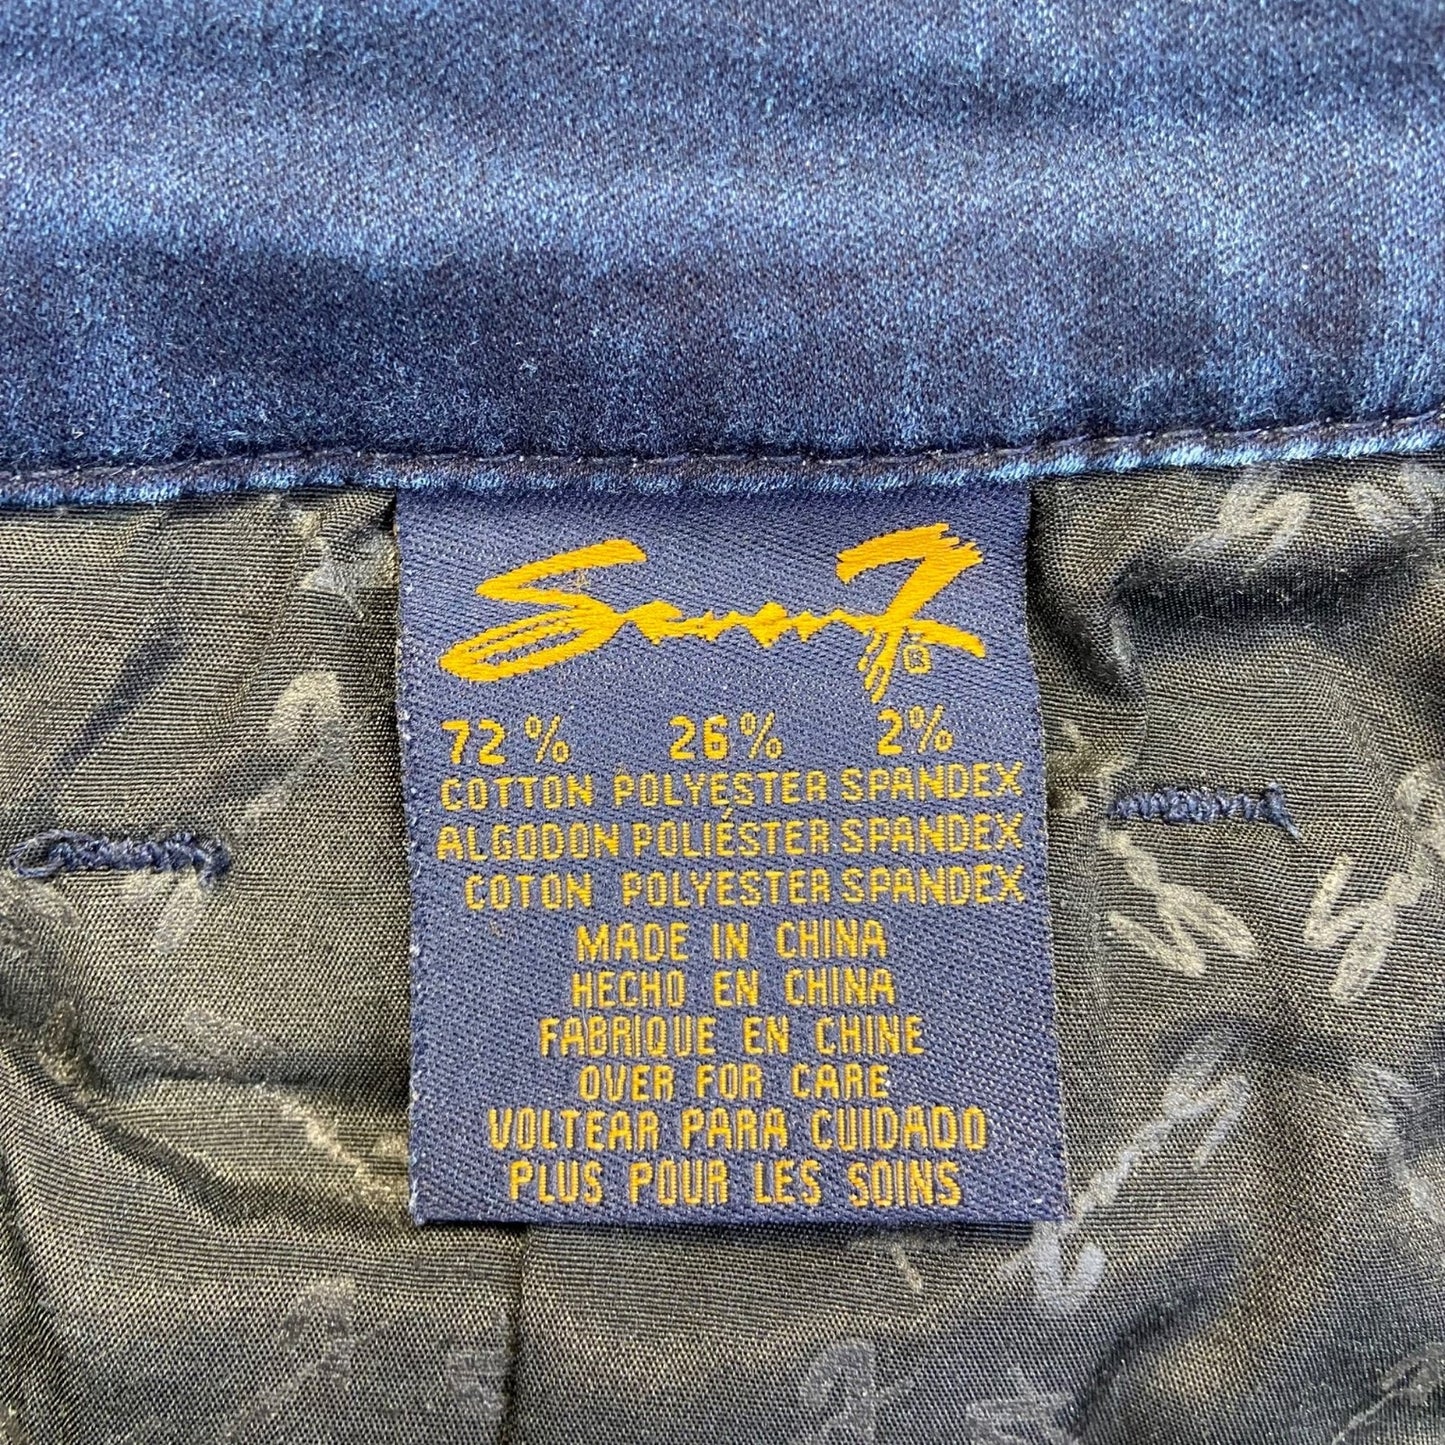 Seven7®
72% 26% 2%
COTTON POLYESTER SPANDEX
ALGODON POLIÉSTER SPANDEX
COTON POLYESTER SPANDEX
MADE IN CHINA
HECHO EN CHINA
FABRIQUE EN CHINE
OVER FOR CARE
VOLTEAR PARA CUIDADO
PLUS POUR LES SOINS